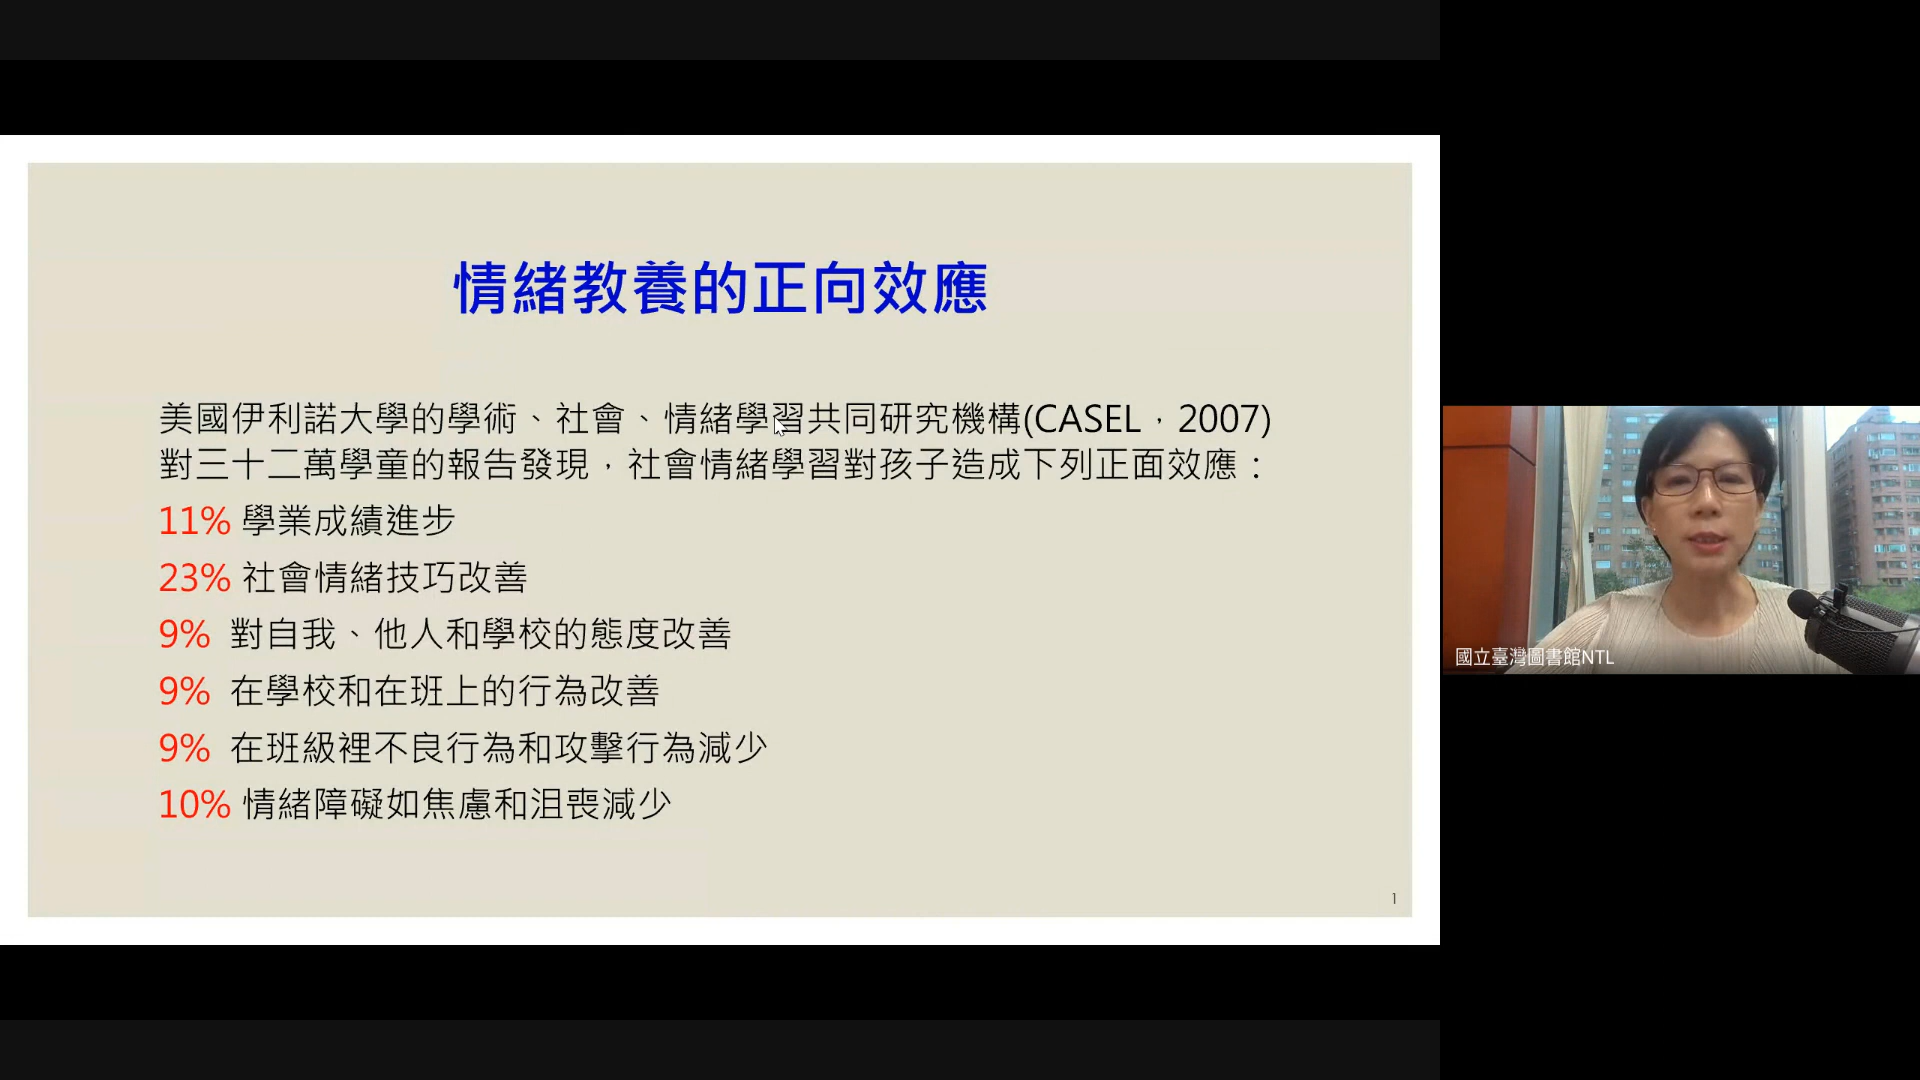 情緒教養的正向效應
美國伊利諾大學的學術、社會、情緒學習共同研究機構(CASEL，2007)
對三十二萬學童的報告發現，社會情緒學習對孩子造成下列正面效應：
11% 學業成績進步
23% 社會情緒技巧改善
9% 對自我、他人和學校的態度改善
9% 在學校和在班上的行為改善
9% 在班級裡不良行為和攻擊行為減少
10% 情緒障礙如焦慮和沮喪減少
1
國立臺灣圖書館NTL